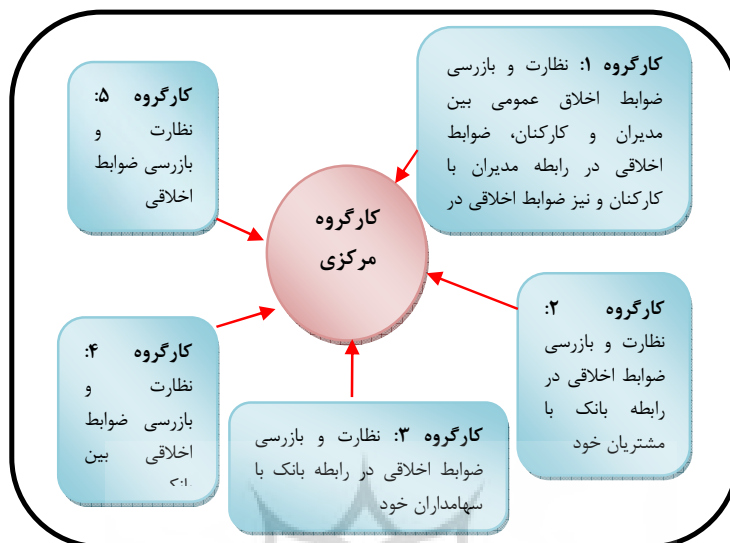 کارگروه ۱: نظارت و بازرسی
ضوابط اخلاق عمومی بین
مدیران و کارکنان، ضوابط
اخلاقی در رابطه مدیران با
کارکنان و نیز ضوابط اخلاقی در
کارگروه ۵:
نظارت و
بازرسی ضوابط
اخلاقی
کارگروه
مرکزی
کارگروه ۲:
نظارت و بازرسی
ضوابط اخلاقی در
رابطه بانک با
مشتریان خود
کارگروه ۴:
نظارت و
بازرسی ضوابط
اخلاقی بین
کارگروه ۳: نظارت و بازرسی
ضوابط اخلاقی در رابطه بانک با
سهامداران خود